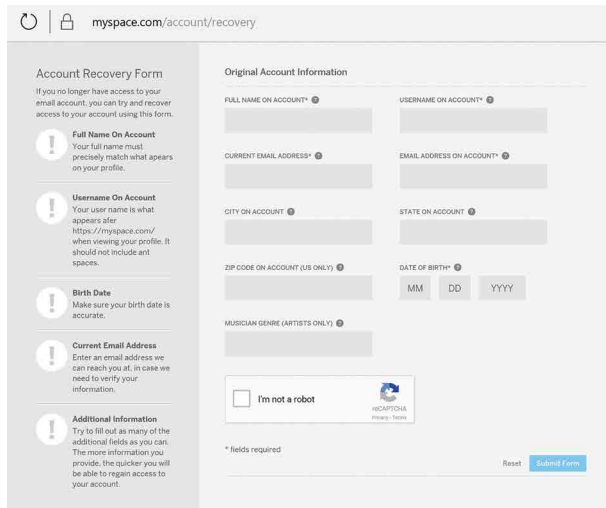 myspace.com/account/recovery
Account Recovery Form
If you no longer have access to your
email account, you can try and recover
access to your account using this form.
Full Name On Account
Your full name must
precisely match what apears
on your profile.
Username On Account
Your user name is what
appears afer
https://myspace.com/
when viewing your profile. It
should not include ant
spaces.
Birth Date
Make sure your birth date is
accurate.
Current Email Address
Enter an email address we
can reach you at, in case we
need to verify your
information.
Additional Information
Try to fill out as many of the
additional fields as you can.
The more information you
provide, the quicker you will
be able to regain access to
your account.
Original Account Information
FULL NAME ON ACCOUNT* ?
USERNAME ON ACCOUNT* ?
CURRENT EMAIL ADDRESS* ?
EMAIL ADDRESS ON ACCOUNT* ?
CITY ON ACCOUNT ?
STATE ON ACCOUNT ?
ZIP CODE ON ACCOUNT (US ONLY) ?
DATE OF BIRTH* ?
MM DD YYYY
MUSICIAN GENRE (ARTISTS ONLY) ?
I'm not a robot
reCAPTCHA
Privacy - Terms
* fields required
Reset Submit Form